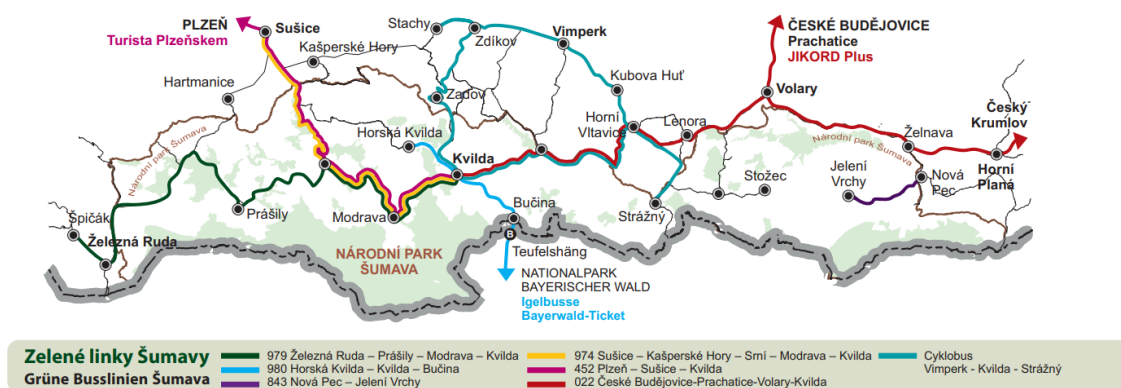 PLZEŇ
Turista Plzeňskem
Sušice
Kašperské Hory
Hartmanice
Stachy
Zdíkov
Vimperk
Zadov
Kubova Huť
Horská Kvilda
Horní
Vltavice
Lenora
ČESKÉ BUDĚJOVICE
Prachatice
JIKORD Plus
Volary
Český
Krumlov
Želnava
Národní park Šumava
Národní park Šumava
Kvilda
Stožec
Jelení
Vrchy
Nová
Pec
Horní
Planá
Prášily
Modrava
Bučina
Strážný
Špičák
Železná Ruda
NÁRODNÍ PARK
ŠUMAVA
B
Teufelshäng
NATIONALPARK
BAYERISCHER WALD
Igelbusse
Bayerwald-Ticket
Zelené linky Šumavy
Grüne Busslinien Šumava
979 Železná Ruda – Prášily – Modrava – Kvilda
980 Horská Kvilda – Kvilda – Bučina
843 Nová Pec – Jelení Vrchy
974 Sušice – Kašperské Hory – Srní – Modrava – Kvilda
452 Plzeň – Sušice – Kvilda
022 České Budějovice-Prachatice-Volary-Kvilda
Cyklobus
Vimperk - Kvilda - Strážný